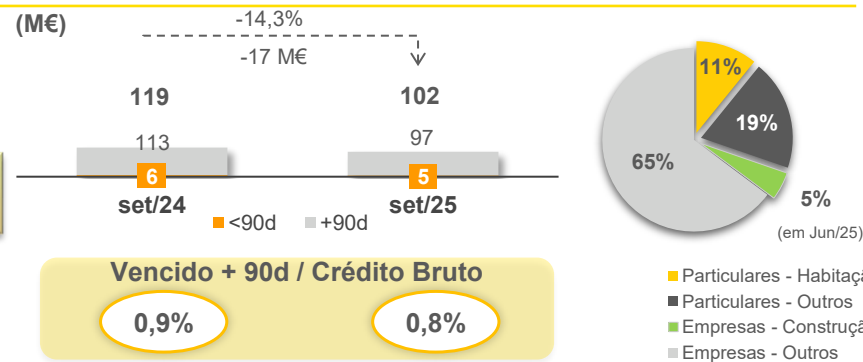 (M€)
-14,3%
-17 M€
119
102
113
97
6
5
set/24
set/25
<90d
+90d
Vencido + 90d / Crédito Bruto
0,9%
0,8%
11%
19%
65%
5%
(em Jun/25)
Particulares - Habitaçã
Particulares - Outros
Empresas - Construçã
Empresas - Outros